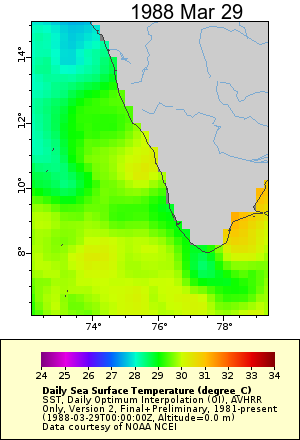 1988 Mar 29
14°
12°
10°
8°
74°
76°
78°
24 25 26 27 28 29 30 31 32 33 34
Daily Sea Surface Temperature (degree_C)
SST, Daily Optimum Interpolation (OI), AVHRR
Only, Version 2, Final+Preliminary, 1981-present
(1988-03-29T00:00:00Z, Altitude=0.0 m)
Data courtesy of NOAA NCEI